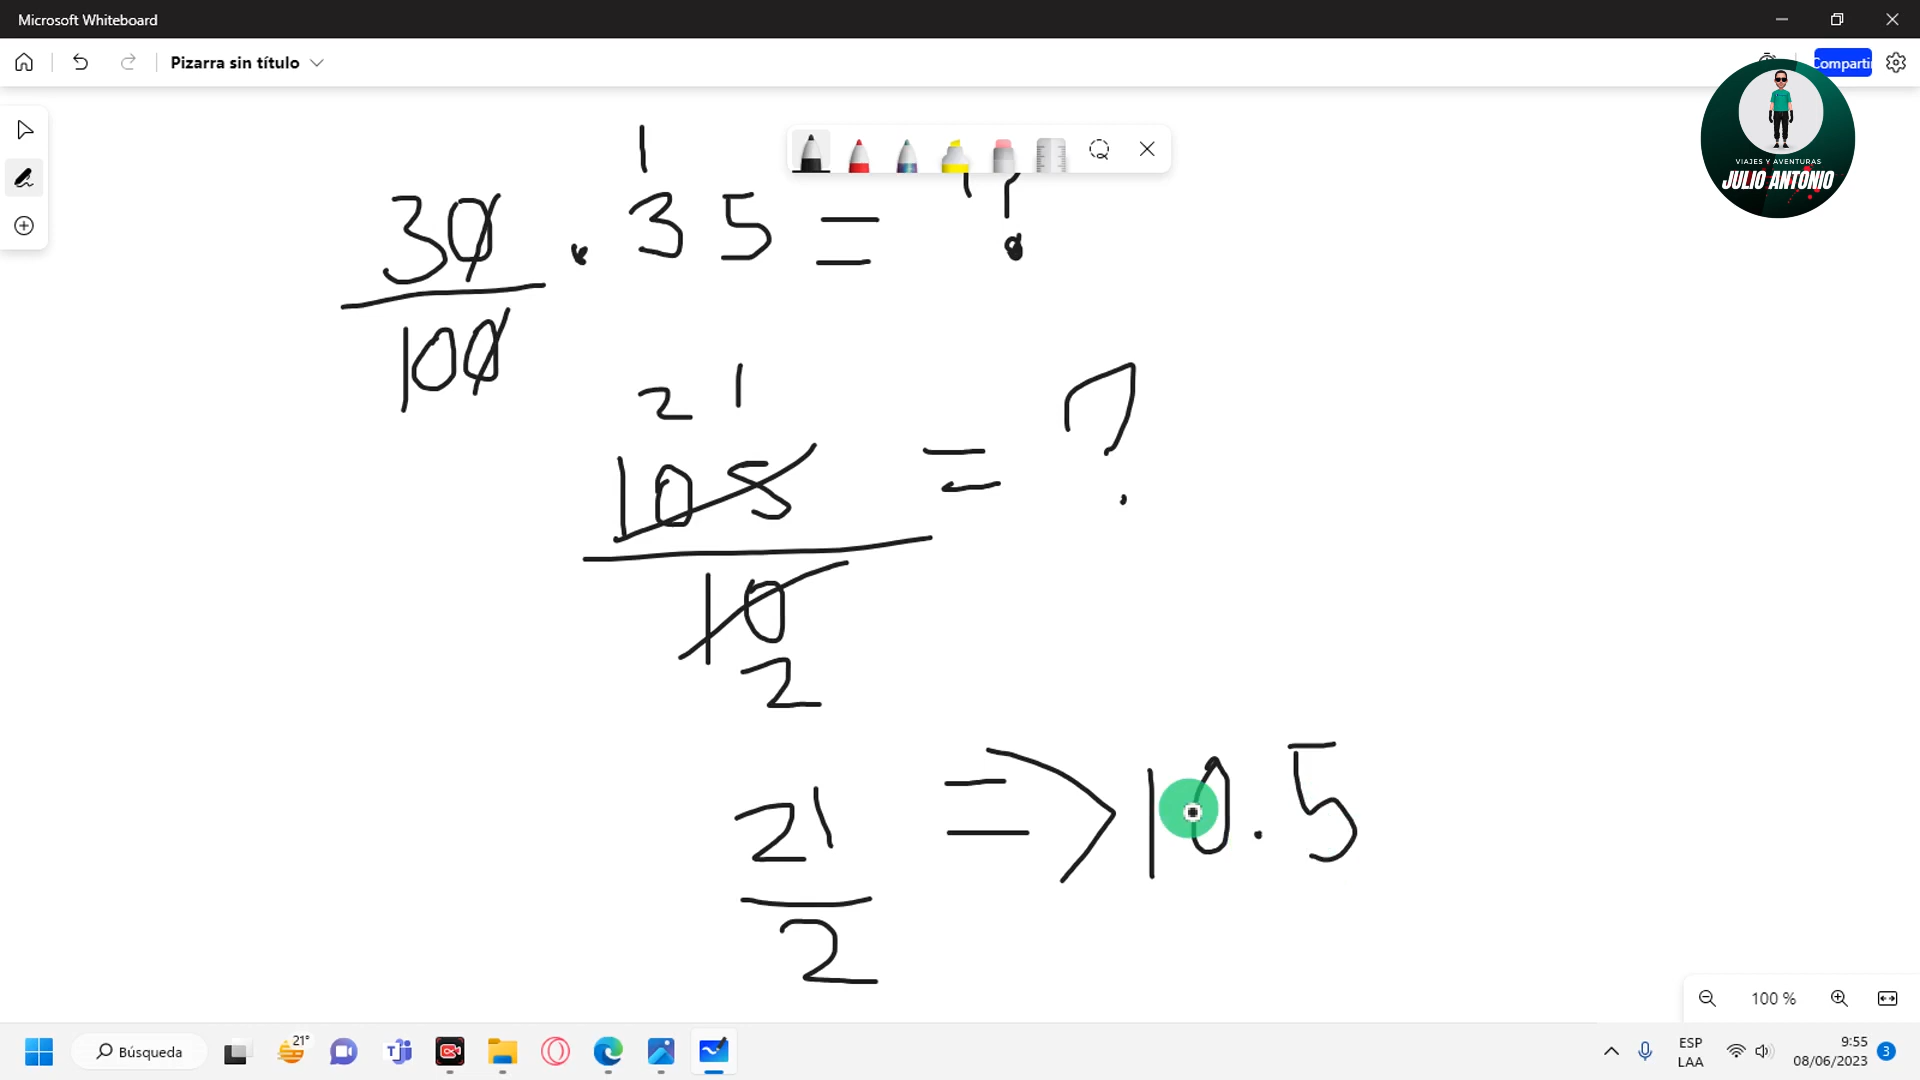 Microsoft Whiteboard
Pizarra sin título
Compartir
VIAJES Y AVENTURAS
JULIO ANTONIO
1
30/100 . 35 = ?
2 1
105/10 = ?
2
21/2 => 10.5
100 %
21°
Búsqueda
ESP
LAA
9:55
08/06/2023
3